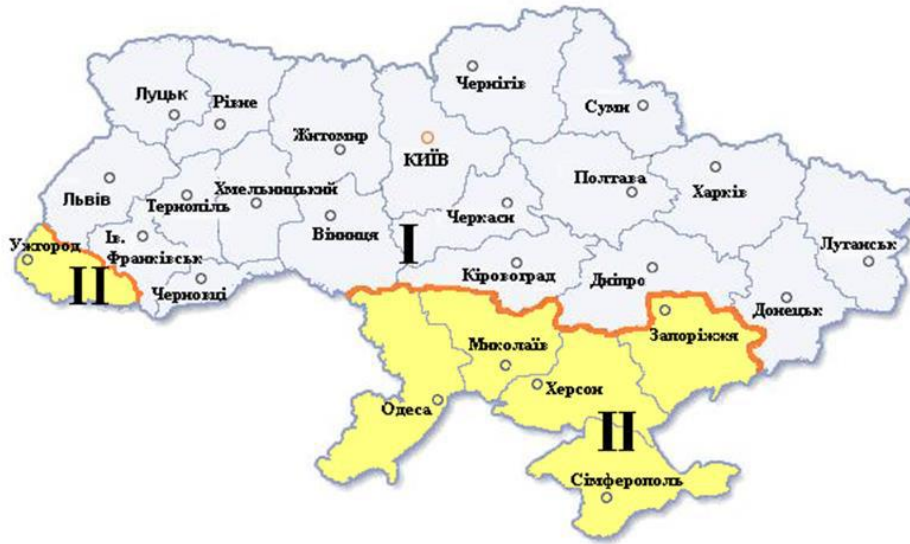 Чернігів
Луцьк
Рівне
Суми
Житомир
КИЇВ
Полтава
Харків
Хмельницький
Львів
Тернопіль
Черкаси
Вінниця
I
Ужгород
Ів.
Франківськ
Луганськ
II
Черновці
Кіровоград
Дніпро
Донецьк
Запоріжжя
Миколаїв
Херсон
Одеса
II
Сімферополь